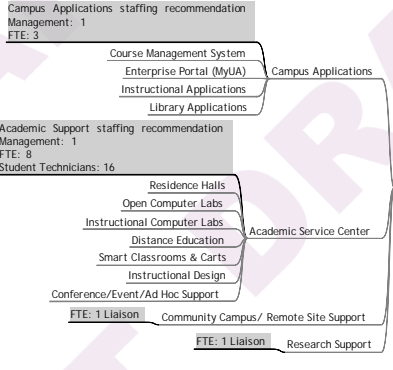 Campus Applications staffing recommendation
Management: 1
FTE: 3
Course Management System
Enterprise Portal (MyUA)
Instructional Applications
Library Applications
Campus Applications
Academic Support staffing recommendation
Management: 1
FTE: 8
Student Technicians: 16
Residence Halls
Open Computer Labs
Instructional Computer Labs
Distance Education
Smart Classrooms & Carts
Instructional Design
Conference/Event/Ad Hoc Support
Academic Service Center
FTE: 1 Liaison
Community Campus/ Remote Site Support
FTE: 1 Liaison
Research Support